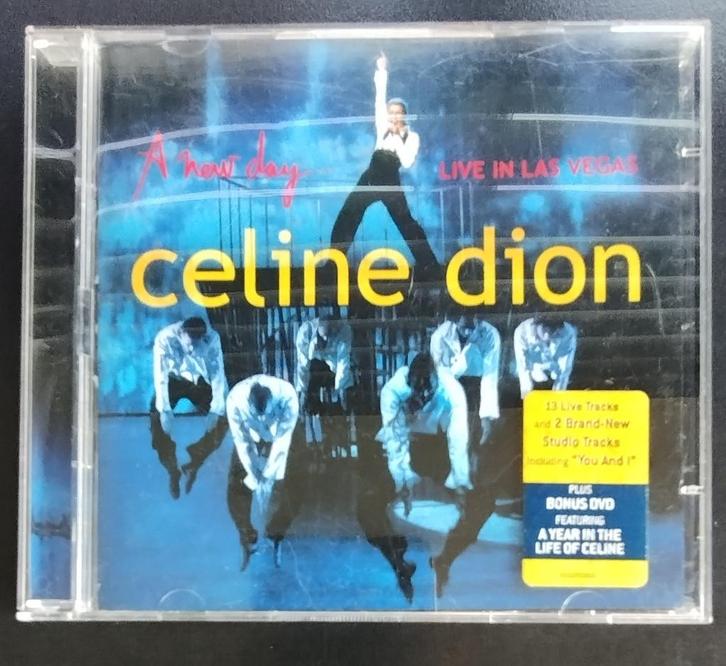 A new day...
LIVE IN LAS VEGAS
celine dion
13 Live Tracks
and 2 Brand-New
Studio Tracks
Including "You And I"
PLUS
BONUS DVD
FEATURING
A YEAR IN THE
LIFE OF CELINE